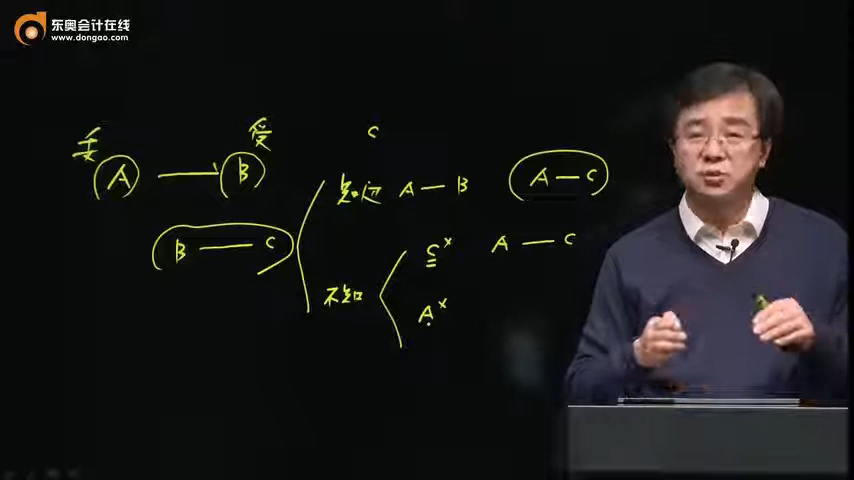 东奥会计在线
www.dongao.com
委 受 C
A B
知道 A — B A — C
B — C
C× A — C
不知
A×